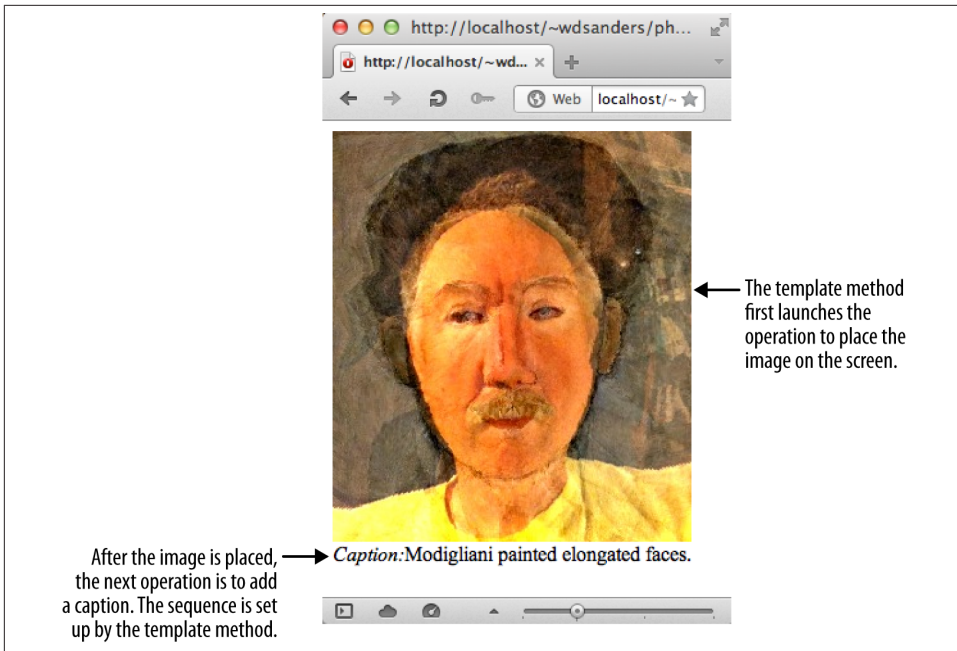 http://localhost/~wdsanders/ph...
http://localhost/~wd...
Web
localhost/~
The template method
first launches the
operation to place the
image on the screen.
Caption:Modigliani painted elongated faces.
After the image is placed,
the next operation is to add
a caption. The sequence is set
up by the template method.